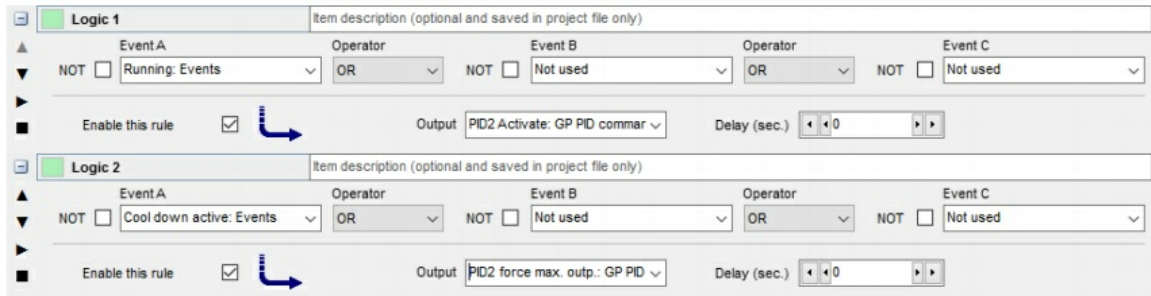 Logic 1 Item description (optional and saved in project file only)
Event A Operator Event B Operator Event C
NOT Running: Events OR NOT Not used OR NOT Not used
Enable this rule Output PID2 Activate: GP PID commar Delay (sec.) 0
Logic 2 Item description (optional and saved in project file only)
Event A Operator Event B Operator Event C
NOT Cool down active: Events OR NOT Not used OR NOT Not used
Enable this rule Output PID2 force max. outp.: GP PID Delay (sec.) 0